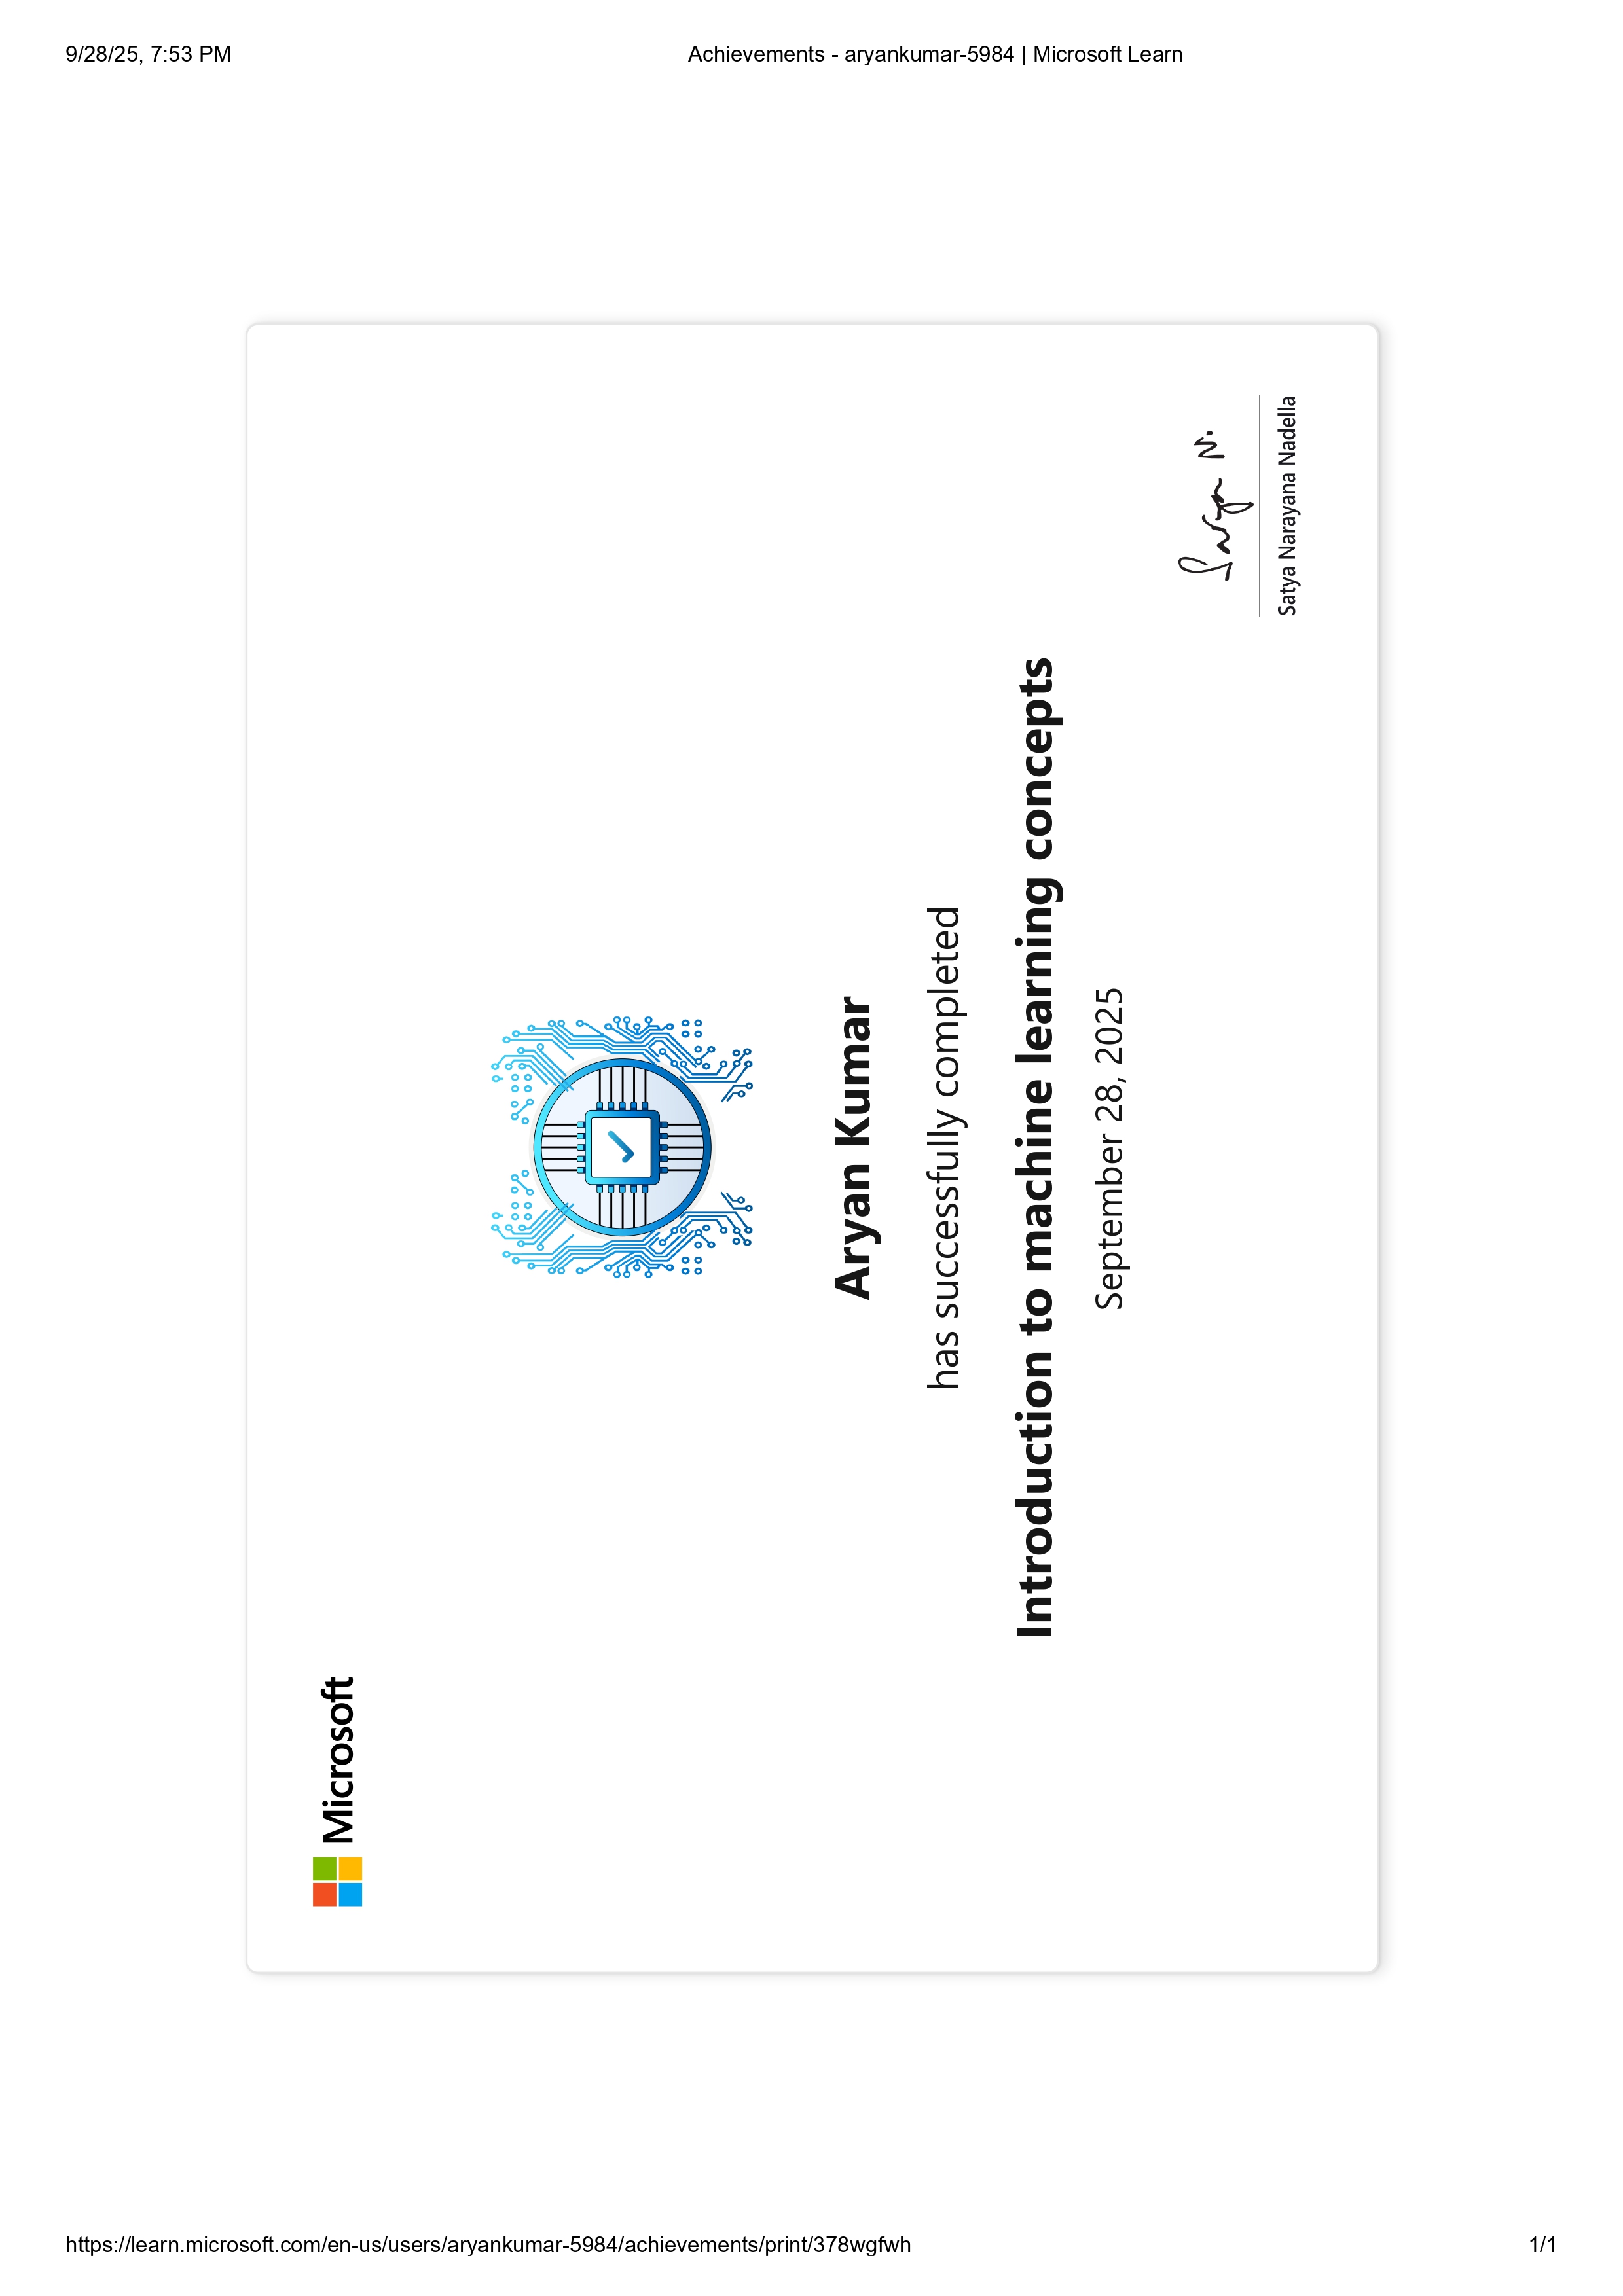 9/28/25, 7:53 PM
Achievements - aryankumar-5984 | Microsoft Learn
Microsoft
Aryan Kumar
has successfully completed
Introduction to machine learning concepts
September 28, 2025
Satya N.
Satya Narayana Nadella
https://learn.microsoft.com/en-us/users/aryankumar-5984/achievements/print/378wgfwh
1/1